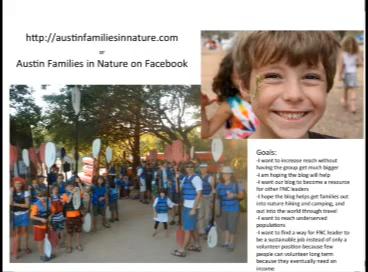 http://austinfamiliesinnature.com
or
Austin Families in Nature on Facebook
Goals:
-I want to increase reach without
having the group get much bigger
-I am hoping the blog will help
-I want our blog to become a resource
for other FNC leaders
-I hope the blog helps get families out
into nature hiking and camping, and
out into the world through travel
-I want to reach underserved
populations
-I want to find a way for FNC leader to
be a sustainable job instead of only a
volunteer position because few
people can volunteer long term
because they eventually need an
income